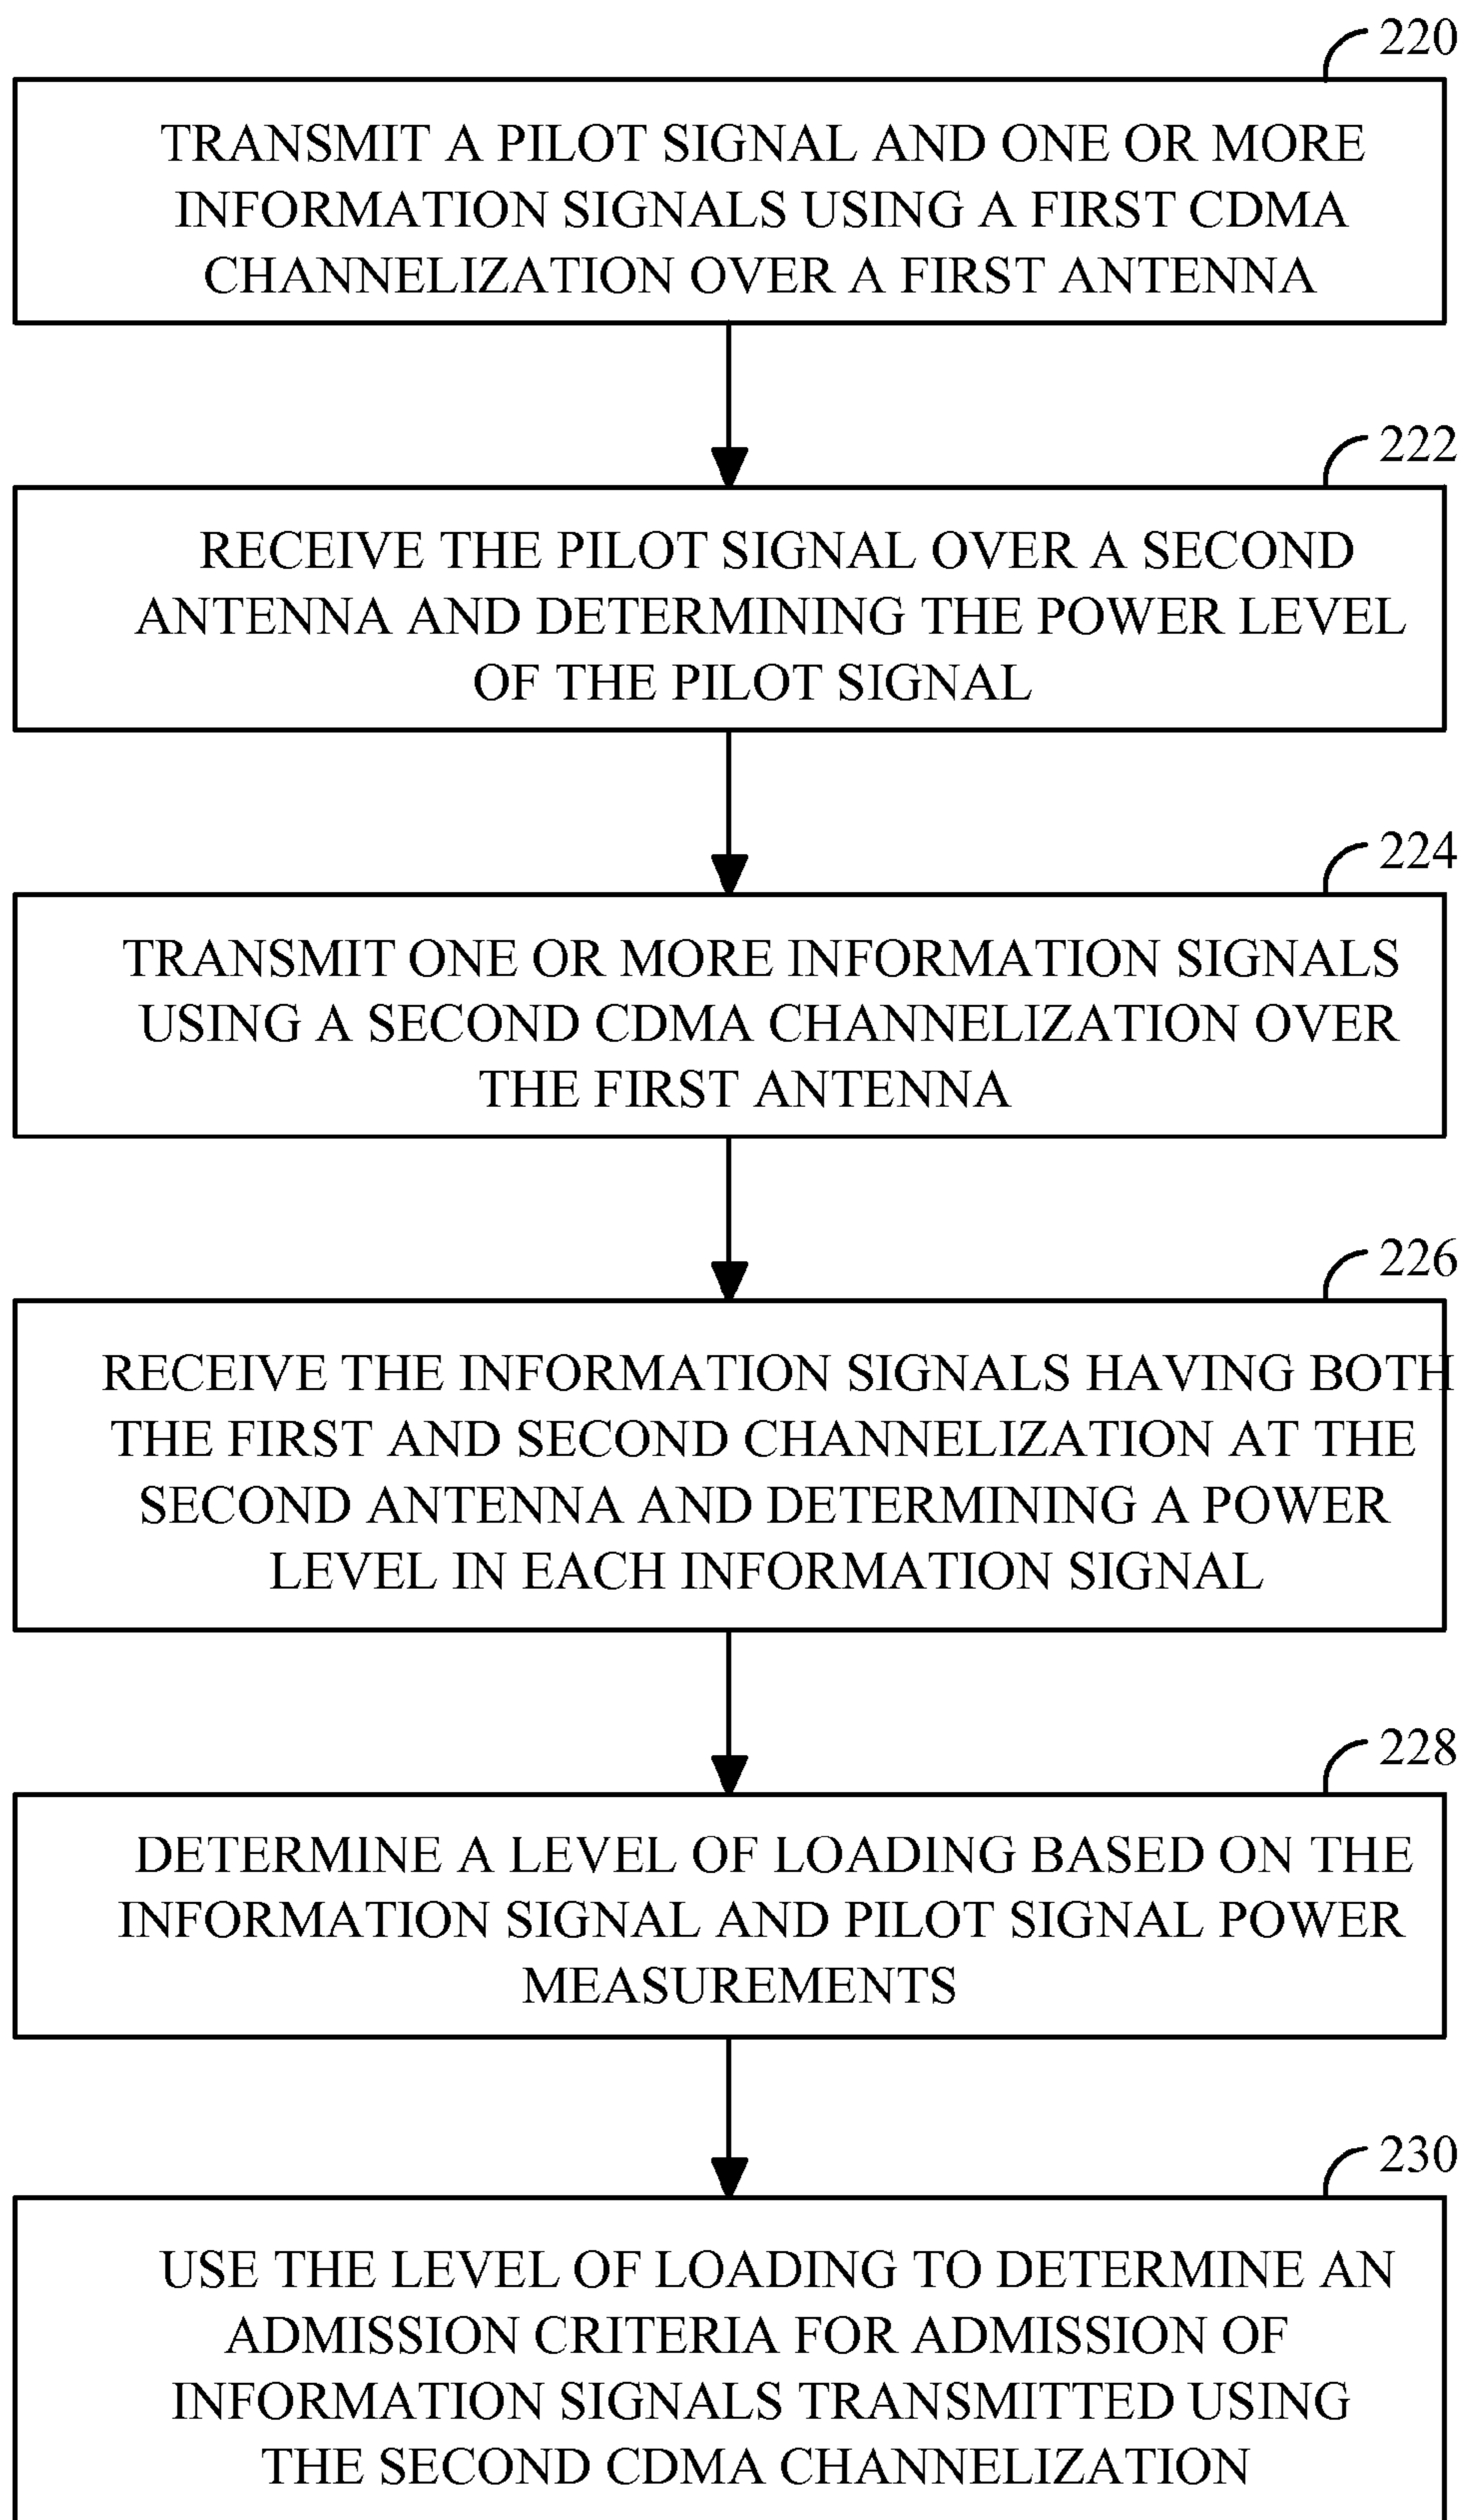 220
TRANSMIT A PILOT SIGNAL AND ONE OR MORE
INFORMATION SIGNALS USING A FIRST CDMA
CHANNELIZATION OVER A FIRST ANTENNA
222
RECEIVE THE PILOT SIGNAL OVER A SECOND
ANTENNA AND DETERMINING THE POWER LEVEL
OF THE PILOT SIGNAL
224
TRANSMIT ONE OR MORE INFORMATION SIGNALS
USING A SECOND CDMA CHANNELIZATION OVER
THE FIRST ANTENNA
226
RECEIVE THE INFORMATION SIGNALS HAVING BOTH
THE FIRST AND SECOND CHANNELIZATION AT THE
SECOND ANTENNA AND DETERMINING A POWER
LEVEL IN EACH INFORMATION SIGNAL
228
DETERMINE A LEVEL OF LOADING BASED ON THE
INFORMATION SIGNAL AND PILOT SIGNAL POWER
MEASUREMENTS
230
USE THE LEVEL OF LOADING TO DETERMINE AN
ADMISSION CRITERIA FOR ADMISSION OF
INFORMATION SIGNALS TRANSMITTED USING
THE SECOND CDMA CHANNELIZATION